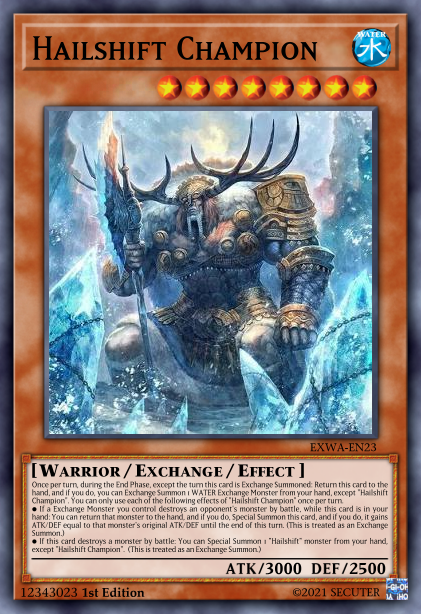 HAILSHIFT CHAMPION
WATER
水
EXWA-EN23
[WARRIOR / EXCHANGE / EFFECT ]
Once per turn, during the End Phase, except the turn this card is Exchange Summoned: Return this card to the
hand, and if you do, you can Exchange Summon 1 WATER Exchange Monster from your hand, except "Hailshift
Champion". You can only use each of the following effects of "Hailshift Champion" once per turn.
● If a Exchange Monster you control destroys an opponent's monster by battle, while this card is in your
hand: You can return that monster to the hand, and if you do, Special Summon this card, and if you do, it gains
ATK/DEF equal to that monster's original ATK/DEF until the end of this turn. (This is treated as an Exchange
Summon.)
● If this card destroys a monster by battle: You can Special Summon 1 "Hailshift" monster from your hand,
except "Hailshift Champion". (This is treated as an Exchange Summon.)
ATK/3000 DEF/2500
12343023 1st Edition
©2021 SECUTER